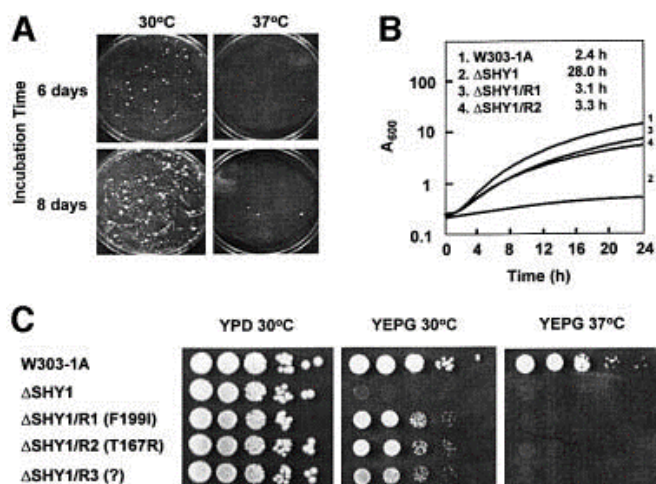 A
30°C 37°C
Incubation Time
6 days
8 days
B
1. W303-1A 2.4 h
2. ΔSHY1 28.0 h
3. ΔSHY1/R1 3.1 h
4. ΔSHY1/R2 3.3 h
A600
100
10
1
0.1
0 4 8 12 16 20 24
Time (h)
1
3
4
2
C
YPD 30°C YEPG 30°C YEPG 37°C
W303-1A
ΔSHY1
ΔSHY1/R1 (F199I)
ΔSHY1/R2 (T167R)
ΔSHY1/R3 (?)